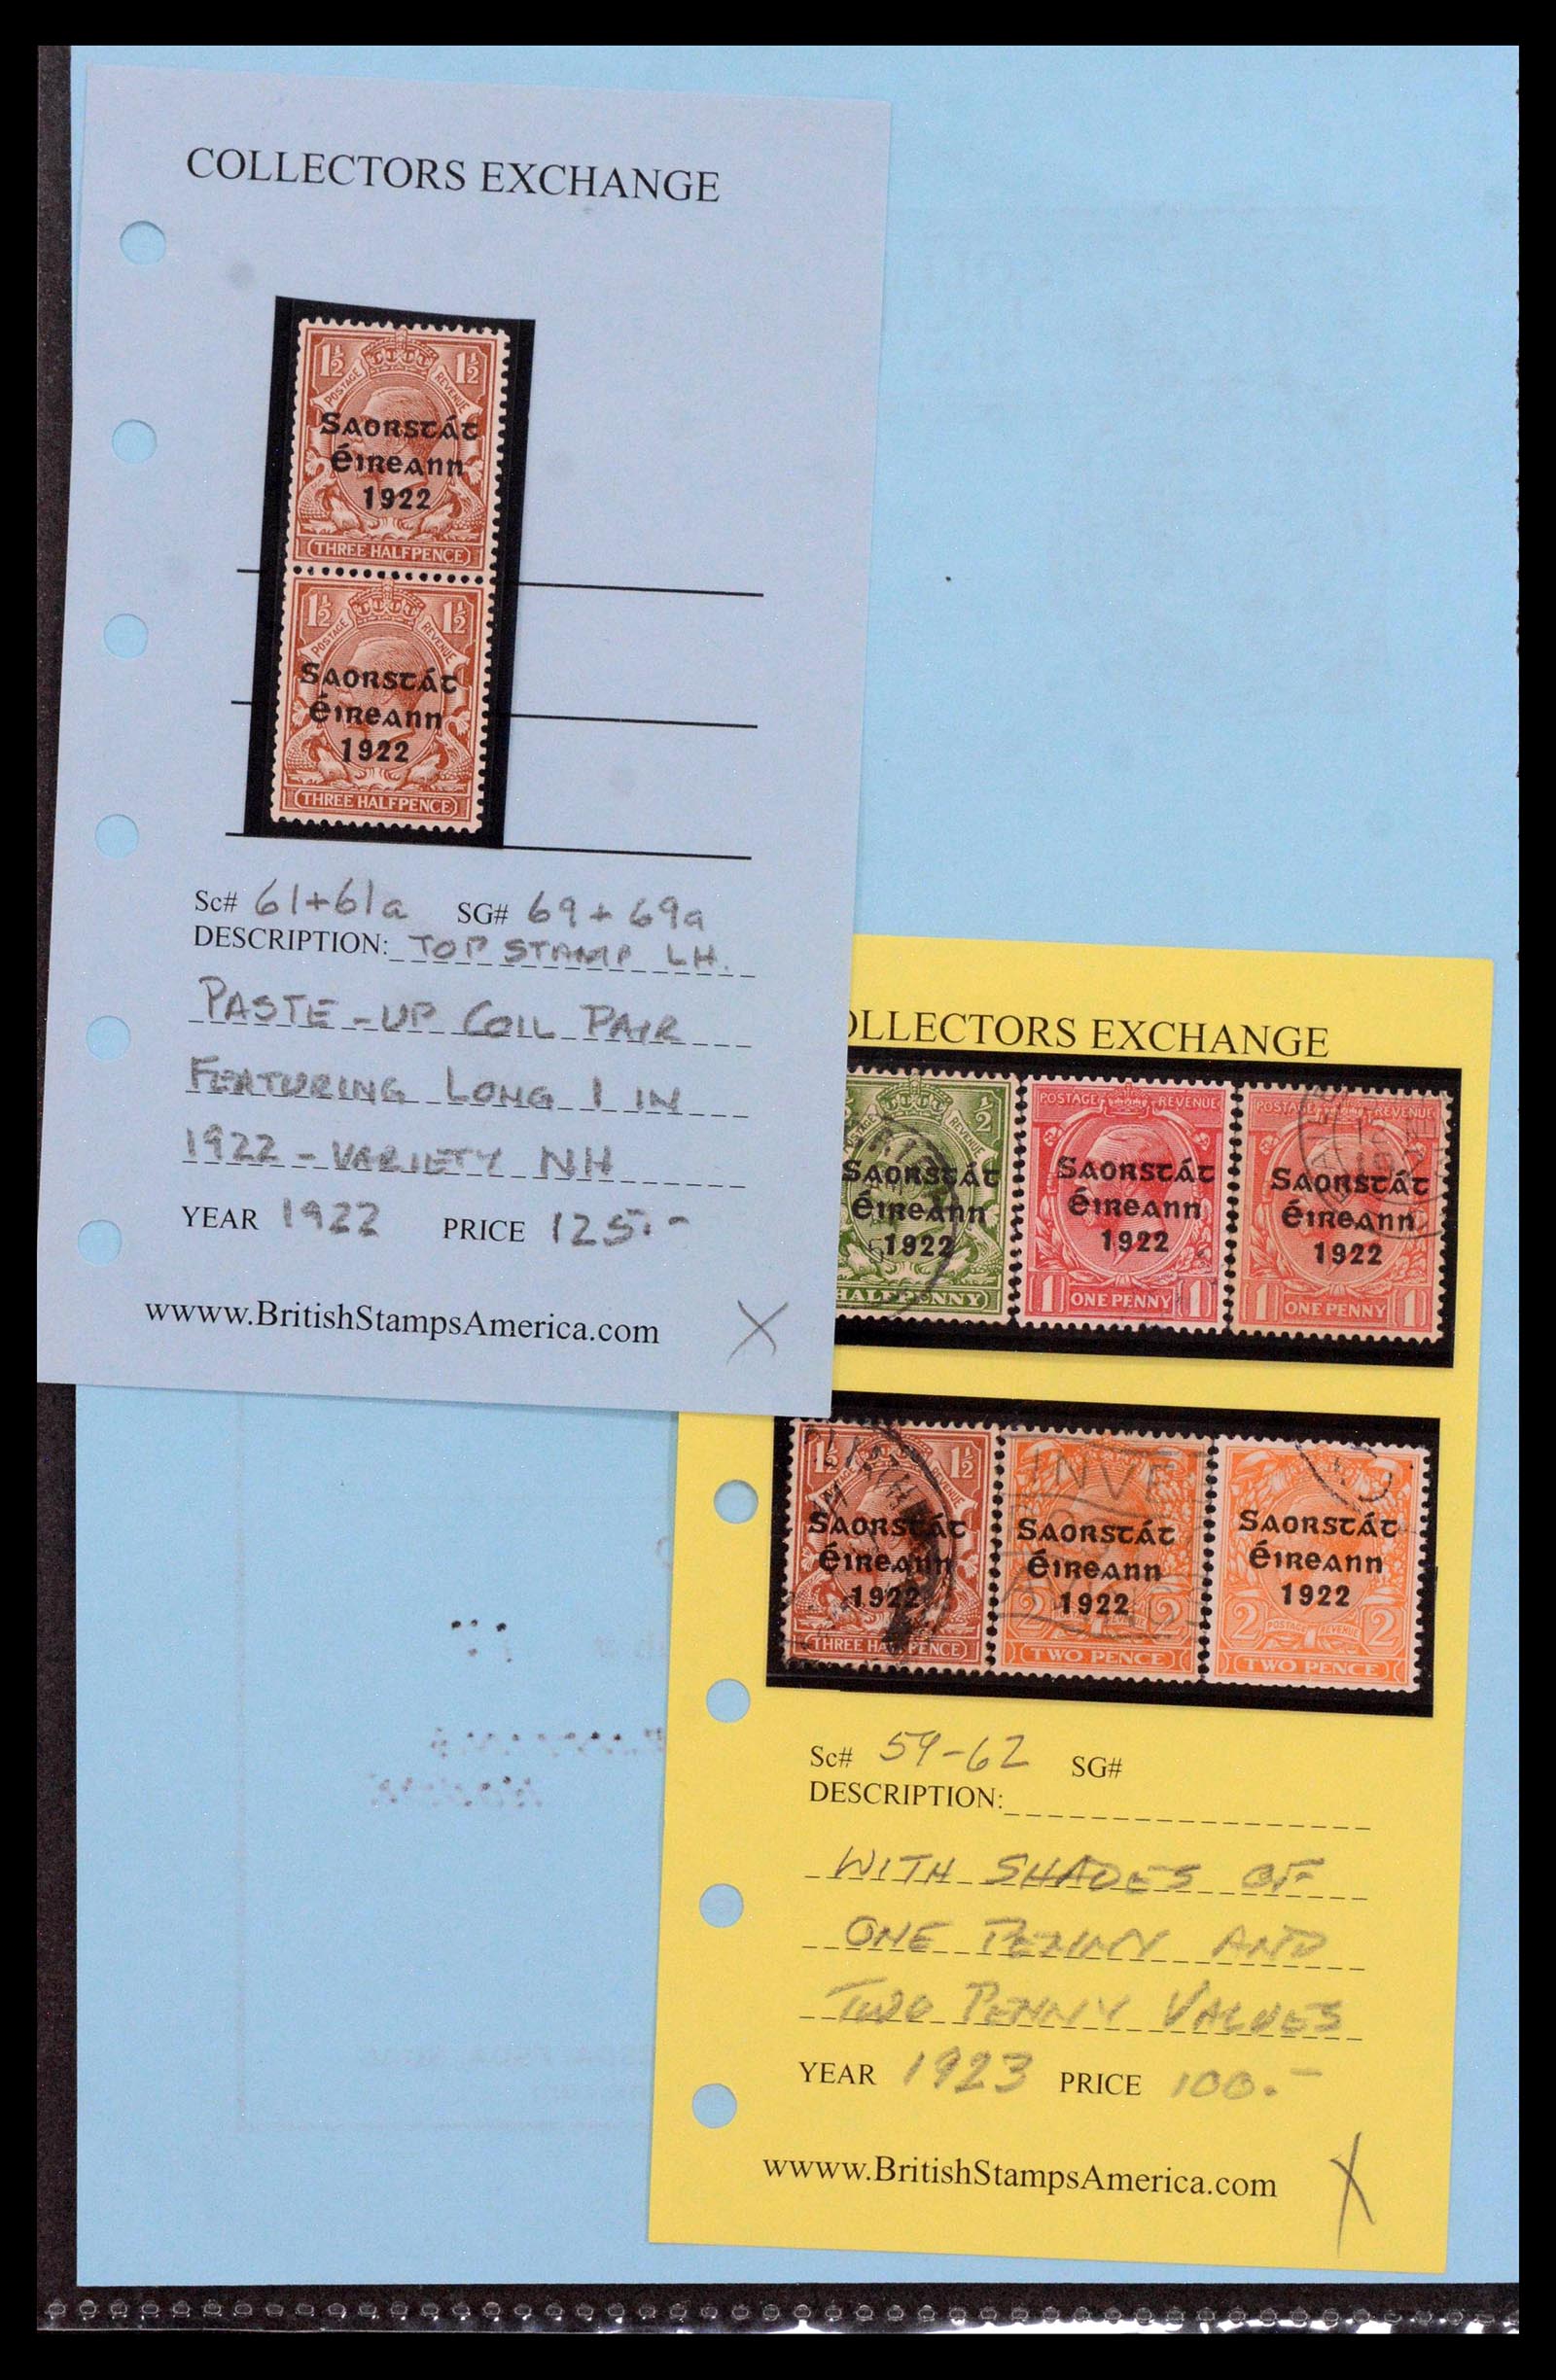 COLLECTORS EXCHANGE
1½ 1½
POSTAGE REVENUE
SAORSTÁT
ÉIREANN
1922
THREE HALFPENCE
1½ 1½
POSTAGE REVENUE
SAORSTÁT
ÉIREANN
1922
THREE HALFPENCE
Sc# 61+61a SG# 69+69a
DESCRIPTION: TOP STAMP LH.
PASTE-UP COIL PAIR
FEATURING LONG 1 IN
1922 - VARIETY NH
YEAR 1922 PRICE 125.-
wwww.BritishStampsAmerica.com
OLLECTORS EXCHANGE
½
SAORSTÁT
ÉIREANN
1922
HALFPENNY
POSTAGE REVENUE
SAORSTÁT
ÉIREANN
1922
1 ONE PENNY 1
POSTAGE REVENUE
SAORSTÁT
ÉIREANN
1922
1 ONE PENNY 1
1½ 1½
SAORSTÁT
ÉIREANN
1922
THREE HALFPENCE
INVE
SAORSTÁT
ÉIREANN
1922
2 2
TWO PENCE
SAORSTÁT
ÉIREANN
1922
2 POSTAGE REVENUE 2
TWO PENCE
Sc# 59-62 SG#
DESCRIPTION:
WITH SHADES OF
ONE PENNY AND
TWO PENNY VALUES
YEAR 1923 PRICE 100.-
wwww.BritishStampsAmerica.com